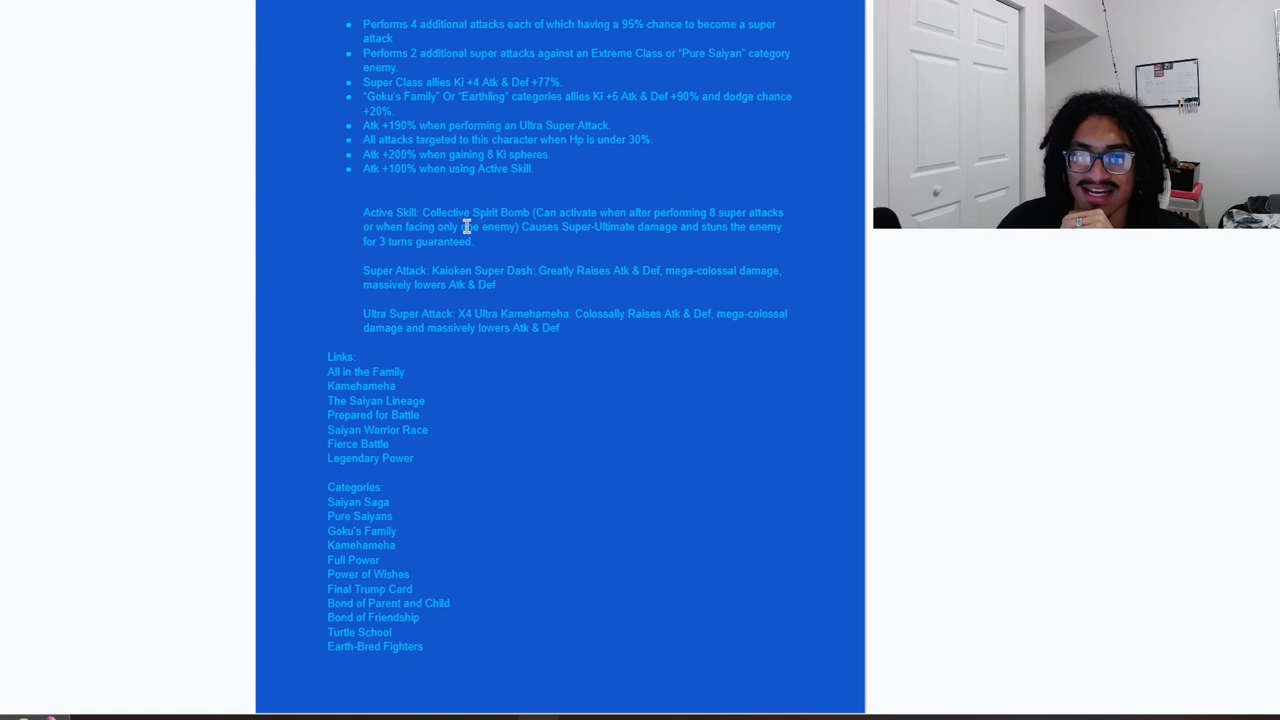 Performs 4 additional attacks each of which having a 95% chance to become a super
attack
Performs 2 additional super attacks against an Extreme Class or “Pure Saiyan” category
enemy.
Super Class allies Ki +4 Atk & Def +77%.
“Goku’s Family” Or “Earthling” categories allies Ki +5 Atk & Def +90% and dodge chance
+20%.
Atk +190% when performing an Ultra Super Attack.
All attacks targeted to this character when Hp is under 30%.
Atk +200% when gaining 8 Ki spheres.
Atk +100% when using Active Skill.
Active Skill: Collective Spirit Bomb (Can activate when after performing 8 super attacks
or when facing only one enemy) Causes Super-Ultimate damage and stuns the enemy
for 3 turns guaranteed.
Super Attack: Kaioken Super Dash: Greatly Raises Atk & Def, mega-colossal damage,
massively lowers Atk & Def
Ultra Super Attack: X4 Ultra Kamehameha: Colossally Raises Atk & Def, mega-colossal
damage and massively lowers Atk & Def
Links:
All in the Family
Kamehameha
The Saiyan Lineage
Prepared for Battle
Saiyan Warrior Race
Fierce Battle
Legendary Power
Categories:
Saiyan Saga
Pure Saiyans
Goku's Family
Kamehameha
Full Power
Power of Wishes
Final Trump Card
Bond of Parent and Child
Bond of Friendship
Turtle School
Earth-Bred Fighters